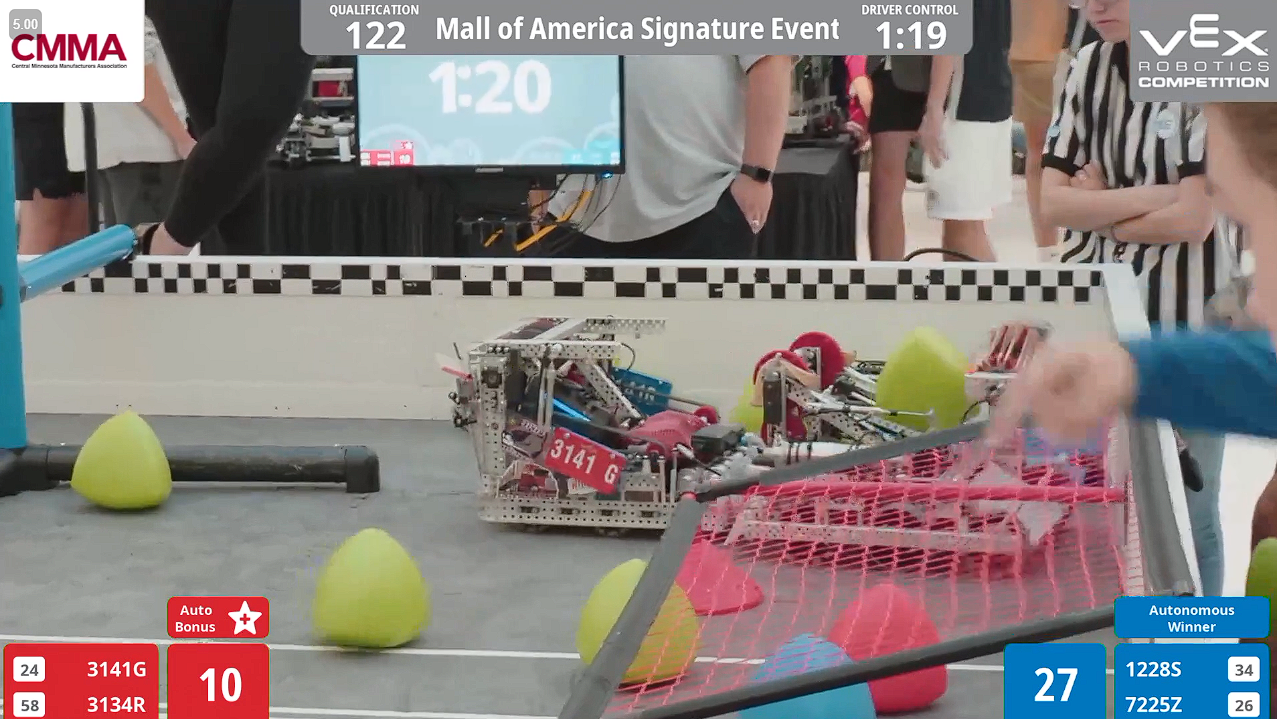 5.00
CMMA
Central Minnesota Manufacturers Association
QUALIFICATION
122
Mall of America Signature Event
DRIVER CONTROL
1:19
VEX
ROBOTICS
COMPETITION
1:20
3141 G
Auto
Bonus
24 3141G
58 3134R
10
Autonomous
Winner
27
1228S 34
7225Z 26